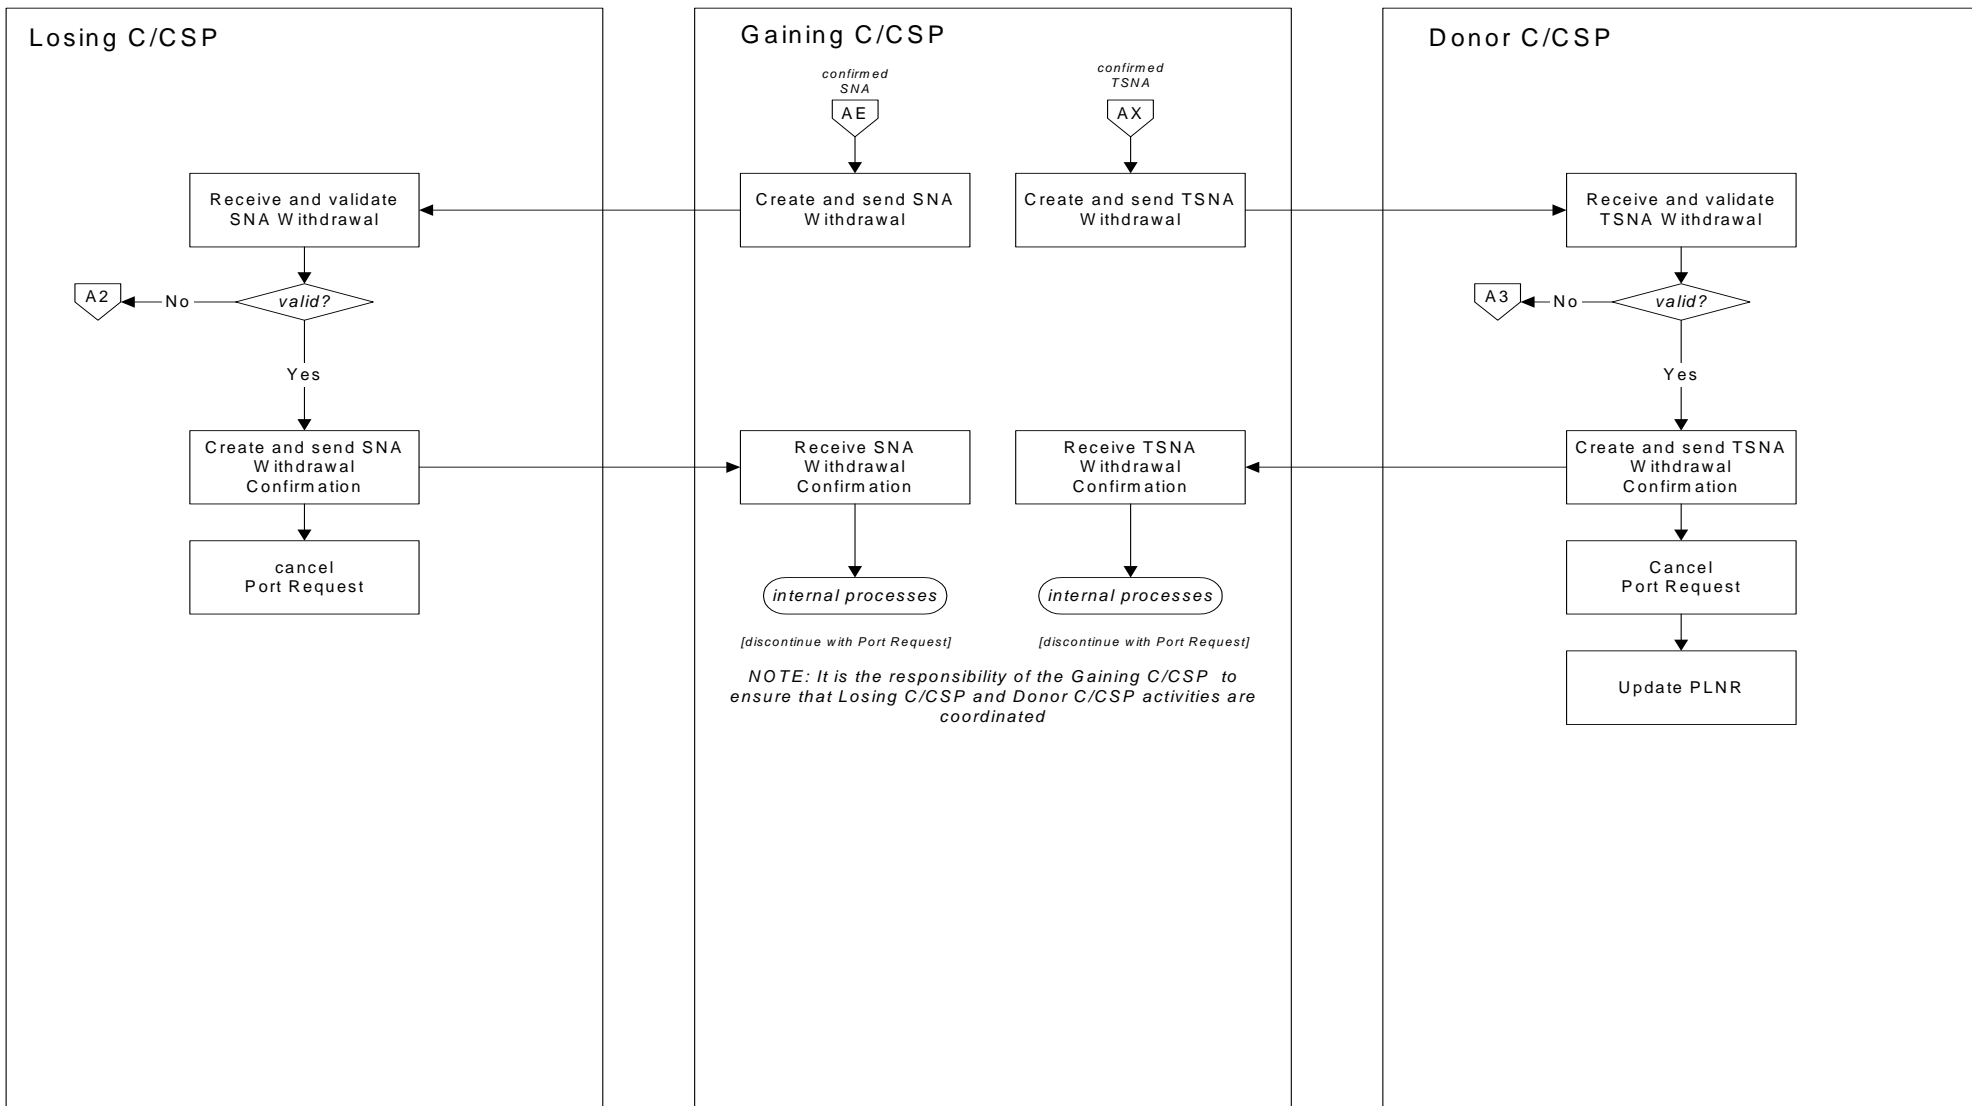 Losing C/CSP
Gaining C/CSP
Donor C/CSP
confirmed
SNA
AE
confirmed
TSNA
AX
Receive and validate
SNA Withdrawal
Create and send SNA
Withdrawal
Create and send TSNA
Withdrawal
Receive and validate
TSNA Withdrawal
A2
No
valid?
A3
No
valid?
Yes
Yes
Create and send SNA
Withdrawal
Confirmation
Receive SNA
Withdrawal
Confirmation
Receive TSNA
Withdrawal
Confirmation
Create and send TSNA
Withdrawal
Confirmation
cancel
Port Request
internal processes
internal processes
Cancel
Port Request
[discontinue with Port Request]
[discontinue with Port Request]
NOTE: It is the responsibility of the Gaining C/CSP to
ensure that Losing C/CSP and Donor C/CSP activities are
coordinated
Update PLNR